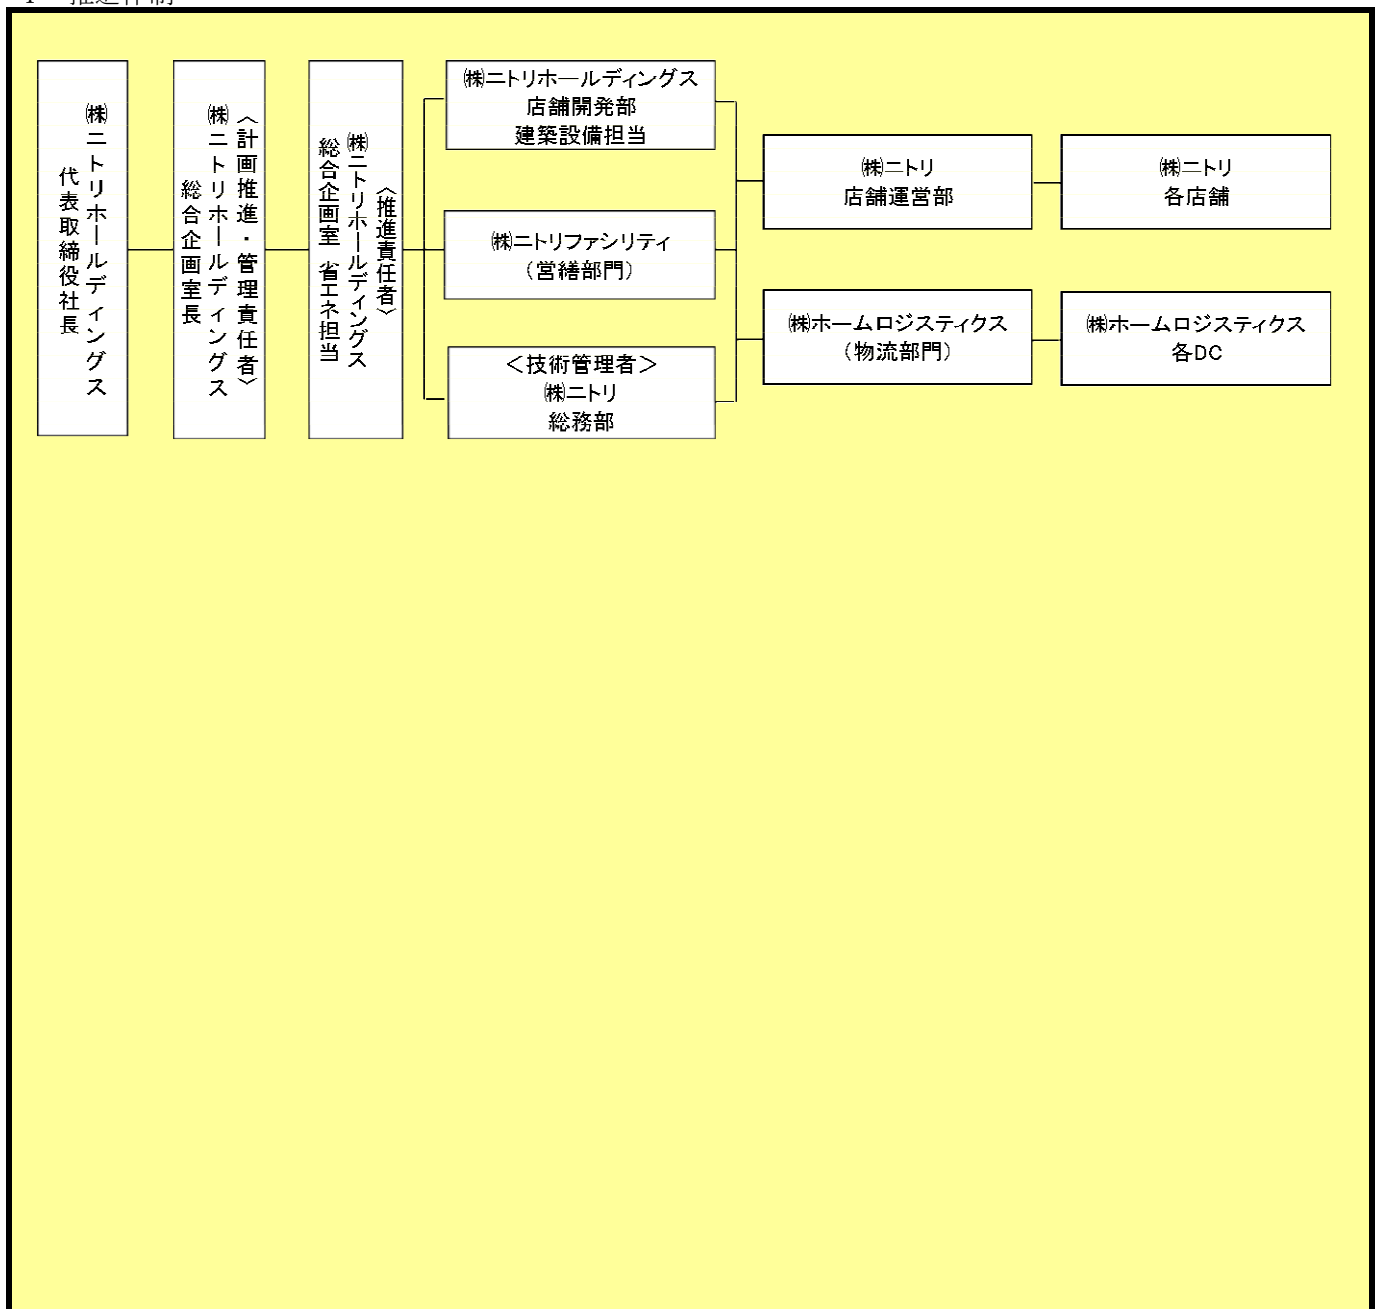 ㈱ニトリホールディングス
代表取締役社長
〈計画推進・管理責任者〉
㈱ニトリホールディングス
総合企画室長
〈推進責任者〉
㈱ニトリホールディングス
総合企画室 省エネ担当
㈱ニトリホールディングス
店舗開発部
建築設備担当
㈱ニトリファシリティ
（営繕部門）
＜技術管理者＞
㈱ニトリ
総務部
㈱ニトリ
店舗運営部
㈱ホームロジスティクス
（物流部門）
㈱ニトリ
各店舗
㈱ホームロジスティクス
各DC